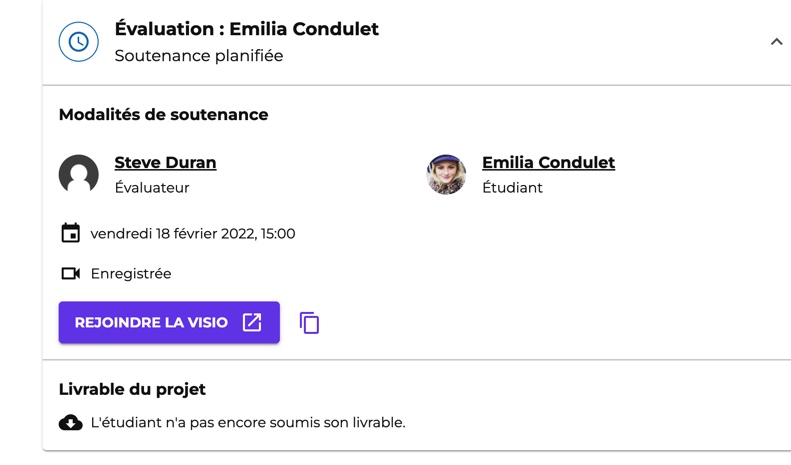 Évaluation : Emilia Condulet
Soutenance planifiée
Modalités de soutenance
Steve Duran
Évaluateur
Emilia Condulet
Étudiant
vendredi 18 février 2022, 15:00
Enregistrée
REJOINDRE LA VISIO
Livrable du projet
L'étudiant n'a pas encore soumis son livrable.